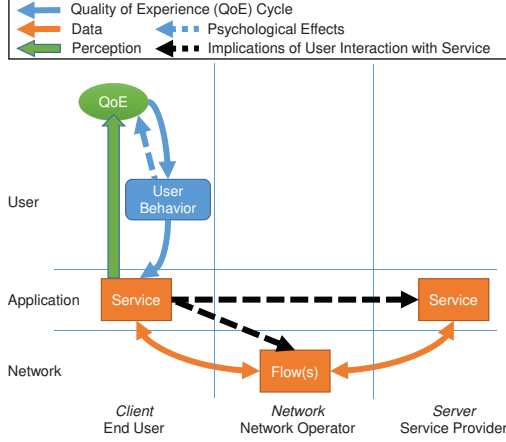 Quality of Experience (QoE) Cycle
Data
Psychological Effects
Perception
Implications of User Interaction with Service
QoE
User
Behavior
User
Application
Service
Service
Network
Flow(s)
Client
Network
Server
End User
Network Operator
Service Provider